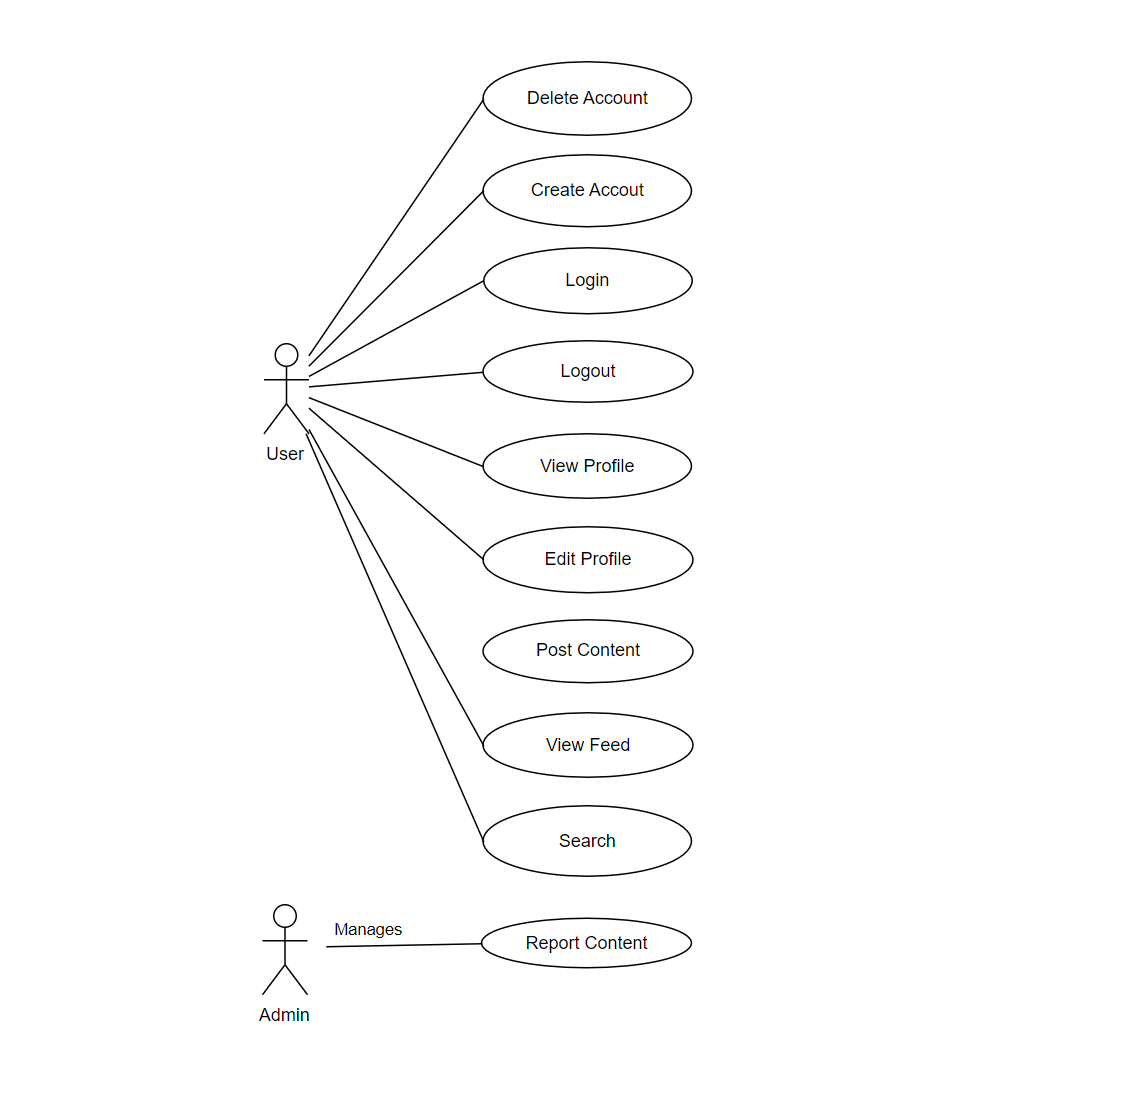 Delete Account
Create Accout
Login
Logout
View Profile
User
Edit Profile
Post Content
View Feed
Search
Manages
Report Content
Admin